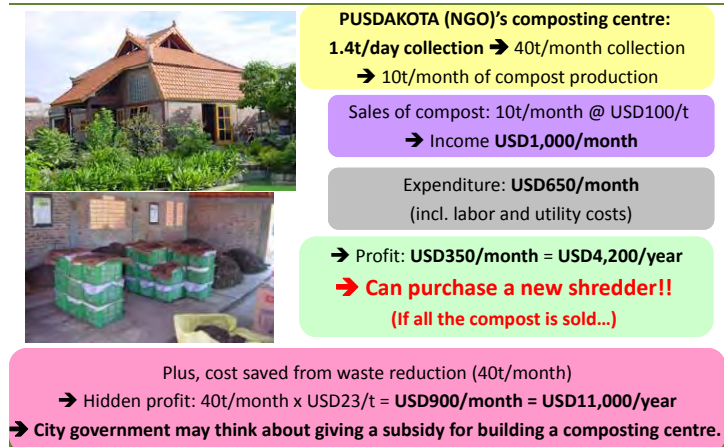 PUSDAKOTA (NGO)'s composting centre:
1.4t/day collection ➔ 40t/month collection
➔ 10t/month of compost production
Sales of compost: 10t/month @ USD100/t
➔ Income USD1,000/month
Expenditure: USD650/month
(incl. labor and utility costs)
➔ Profit: USD350/month = USD4,200/year
➔ Can purchase a new shredder!!
(If all the compost is sold...)
Plus, cost saved from waste reduction (40t/month)
➔ Hidden profit: 40t/month x USD23/t = USD900/month = USD11,000/year
➔ City government may think about giving a subsidy for building a composting centre.